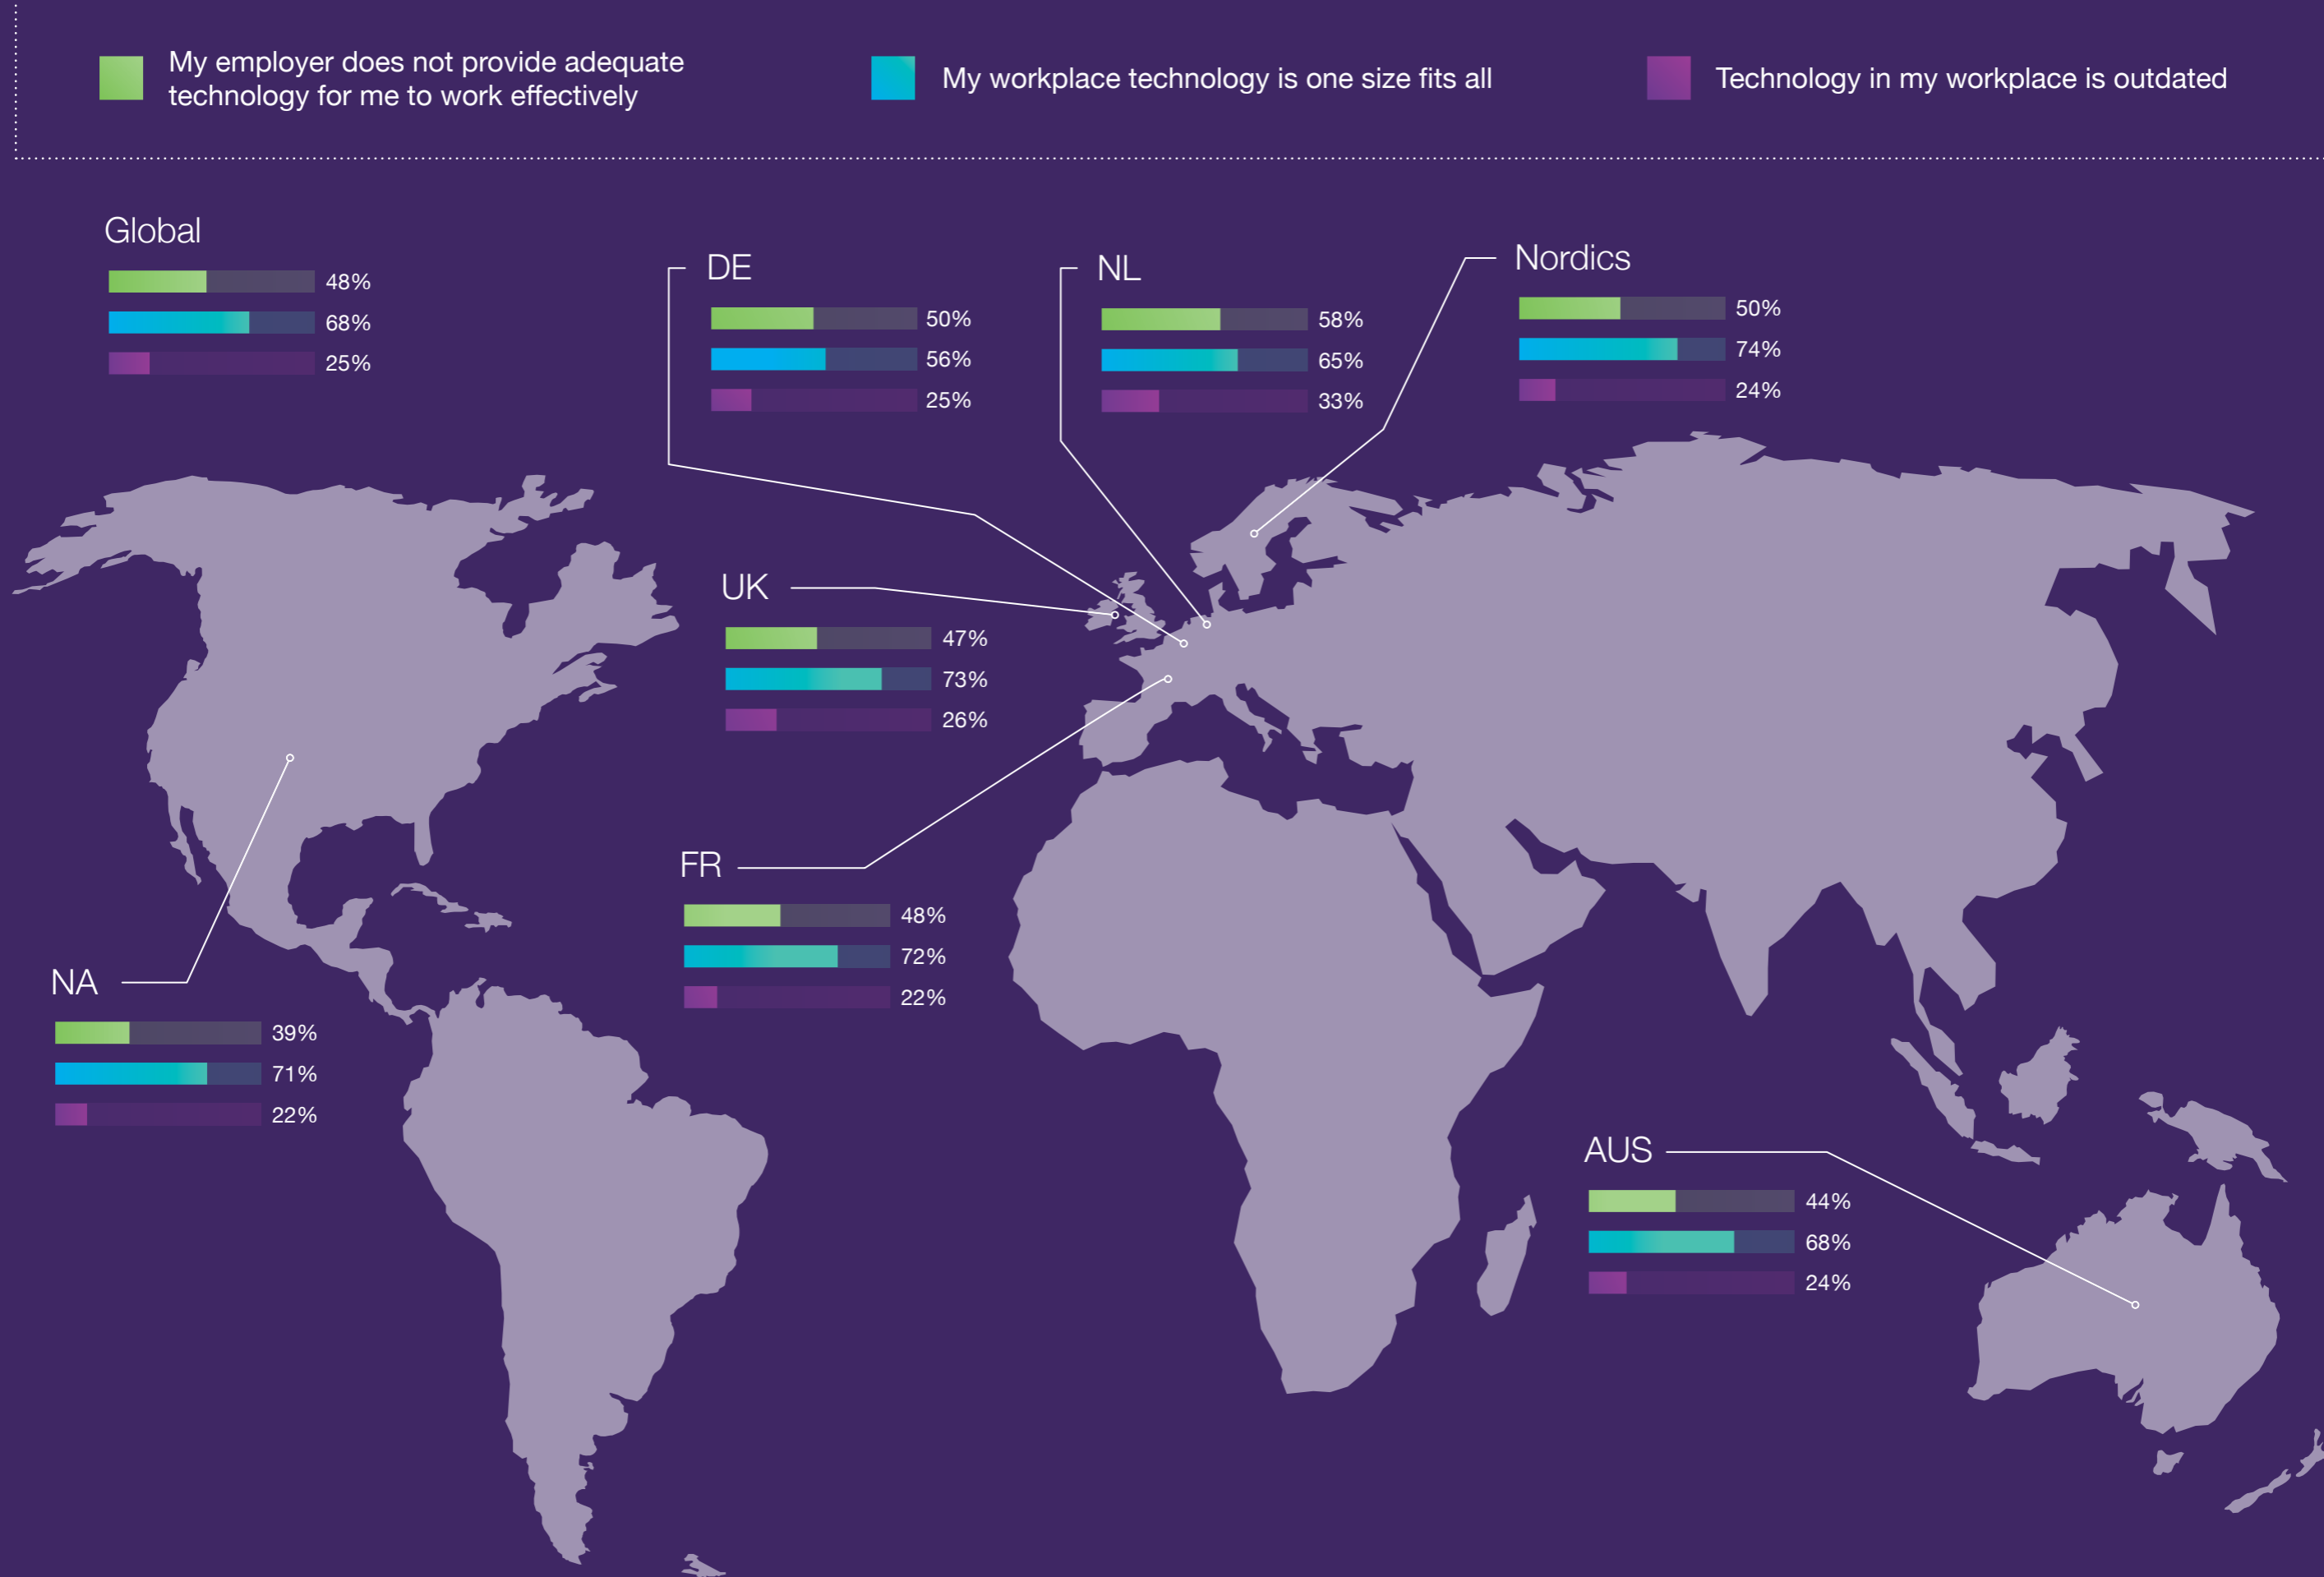 My employer does not provide adequate
technology for me to work effectively
My workplace technology is one size fits all
Technology in my workplace is outdated
Global
48%
68%
25%
DE
50%
56%
25%
NL
58%
65%
33%
Nordics
50%
74%
24%
UK
47%
73%
26%
FR
48%
72%
22%
NA
39%
71%
22%
AUS
44%
68%
24%